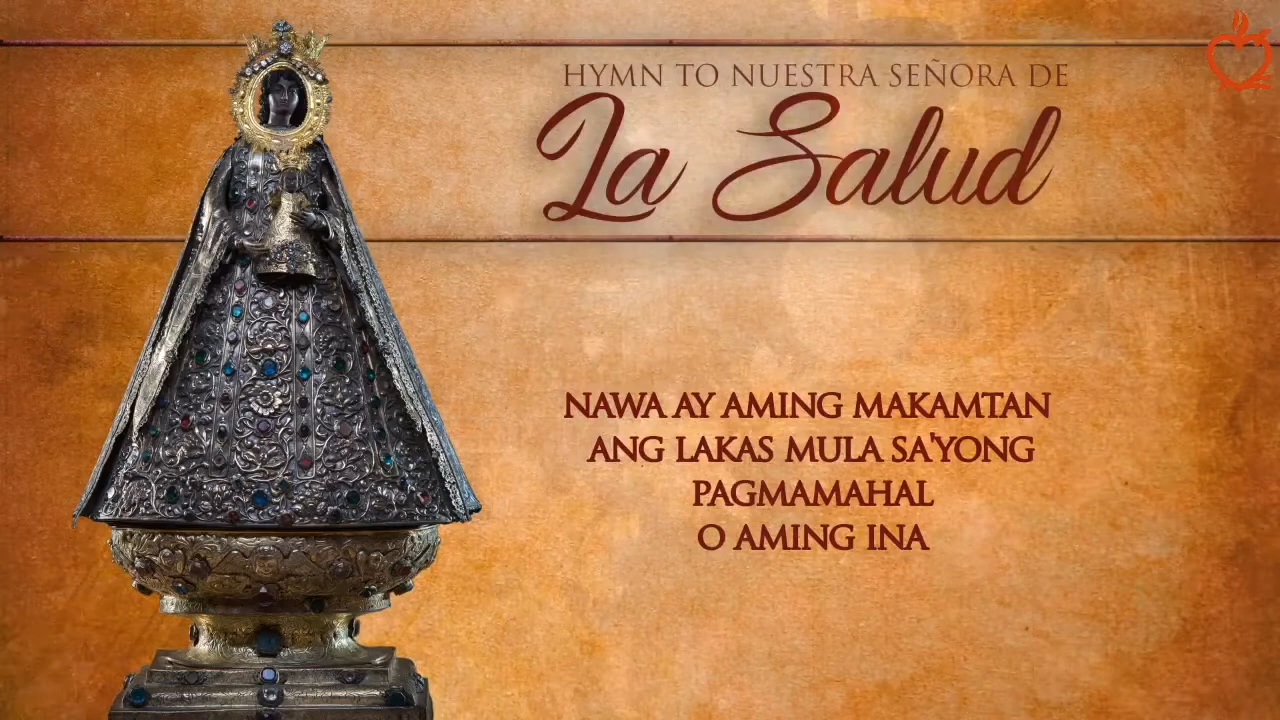 HYMN TO NUESTRA SEÑORA DE
La Salud
NAWA AY AMING MAKAMTAN
ANG LAKAS MULA SA'YONG
PAGMAMAHAL
O AMING INA